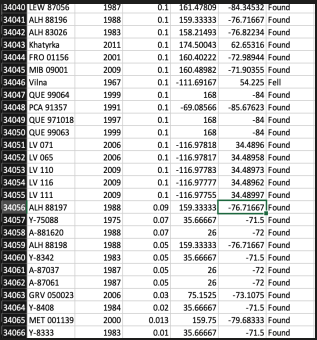 34040 LEW 87056 1987 0.1 161.47809 -84.34532 Found
34041 ALH 88196 1988 0.1 159.33333 -76.71667 Found
34042 ALH 83026 1983 0.1 158.21493 -76.82234 Found
34043 Khatyrka 2011 0.1 174.50043 62.65316 Found
34044 FRO 01156 2001 0.1 160.40222 -72.98944 Found
34045 MIB 09001 2009 0.1 160.48982 -71.90355 Found
34046 Vilna 1967 0.1 -111.69167 54.225 Fell
34047 QUE 99064 1999 0.1 168 -84 Found
34048 PCA 91357 1991 0.1 -69.08566 -85.67623 Found
34049 QUE 971018 1997 0.1 168 -84 Found
34050 QUE 99063 1999 0.1 168 -84 Found
34051 LV 071 2006 0.1 -116.97818 34.4896 Found
34052 LV 065 2006 0.1 -116.97817 34.48958 Found
34053 LV 110 2009 0.1 -116.97783 34.48973 Found
34054 LV 116 2009 0.1 -116.97777 34.48962 Found
34055 LV 111 2009 0.1 -116.97755 34.48997 Found
34056 ALH 88197 1988 0.09 159.33333 -76.71667 Found
34057 Y-75088 1975 0.07 35.66667 -71.5 Found
34058 A-881620 1988 0.07 26 -72 Found
34059 ALH 88198 1988 0.05 159.33333 -76.71667 Found
34060 Y-8342 1983 0.05 35.66667 -71.5 Found
34061 A-87037 1987 0.05 26 -72 Found
34062 A-87061 1987 0.05 26 -72 Found
34063 GRV 050023 2006 0.03 75.1525 -73.1075 Found
34064 Y-8408 1984 0.02 35.66667 -71.5 Found
34065 MET 001139 2000 0.013 159.75 -79.68333 Found
34066 Y-8333 1983 0.01 35.66667 -71.5 Found